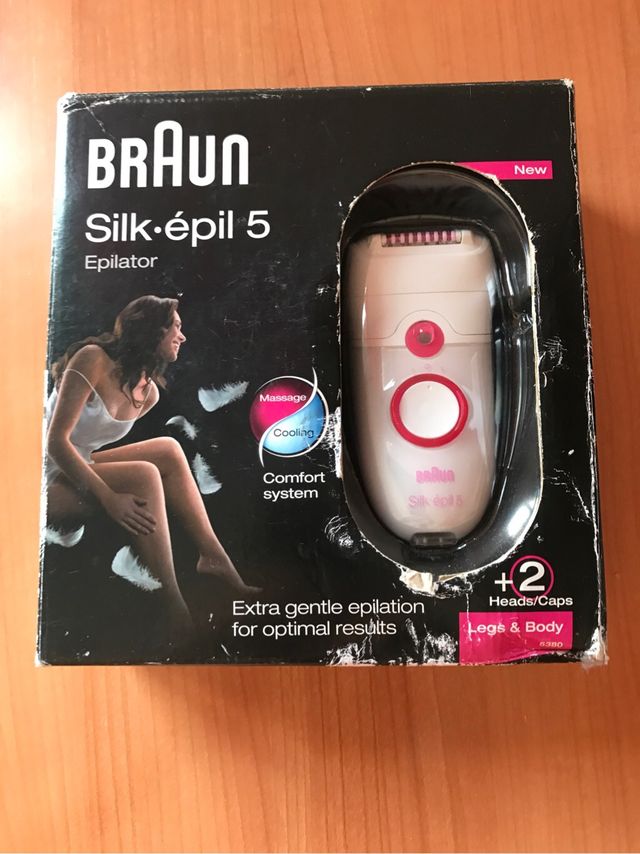 BRAUN
New
Silk·épil 5
Epilator
Massage
Cooling
Comfort
system
BRAUN
Silk·épil 5
+2
Heads/Caps
Extra gentle epilation
for optimal results
Legs & Body
5380